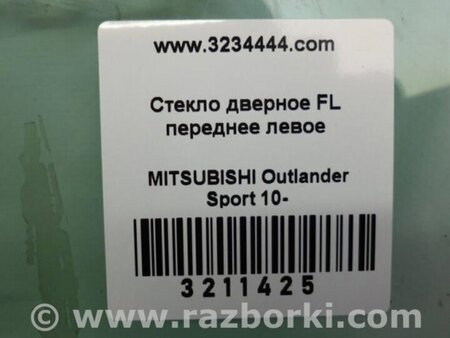 www.3234444.com
Стекло дверное FL
переднее левое
MITSUBISHI Outlander
Sport 10-
3211425
© www.razborki.com